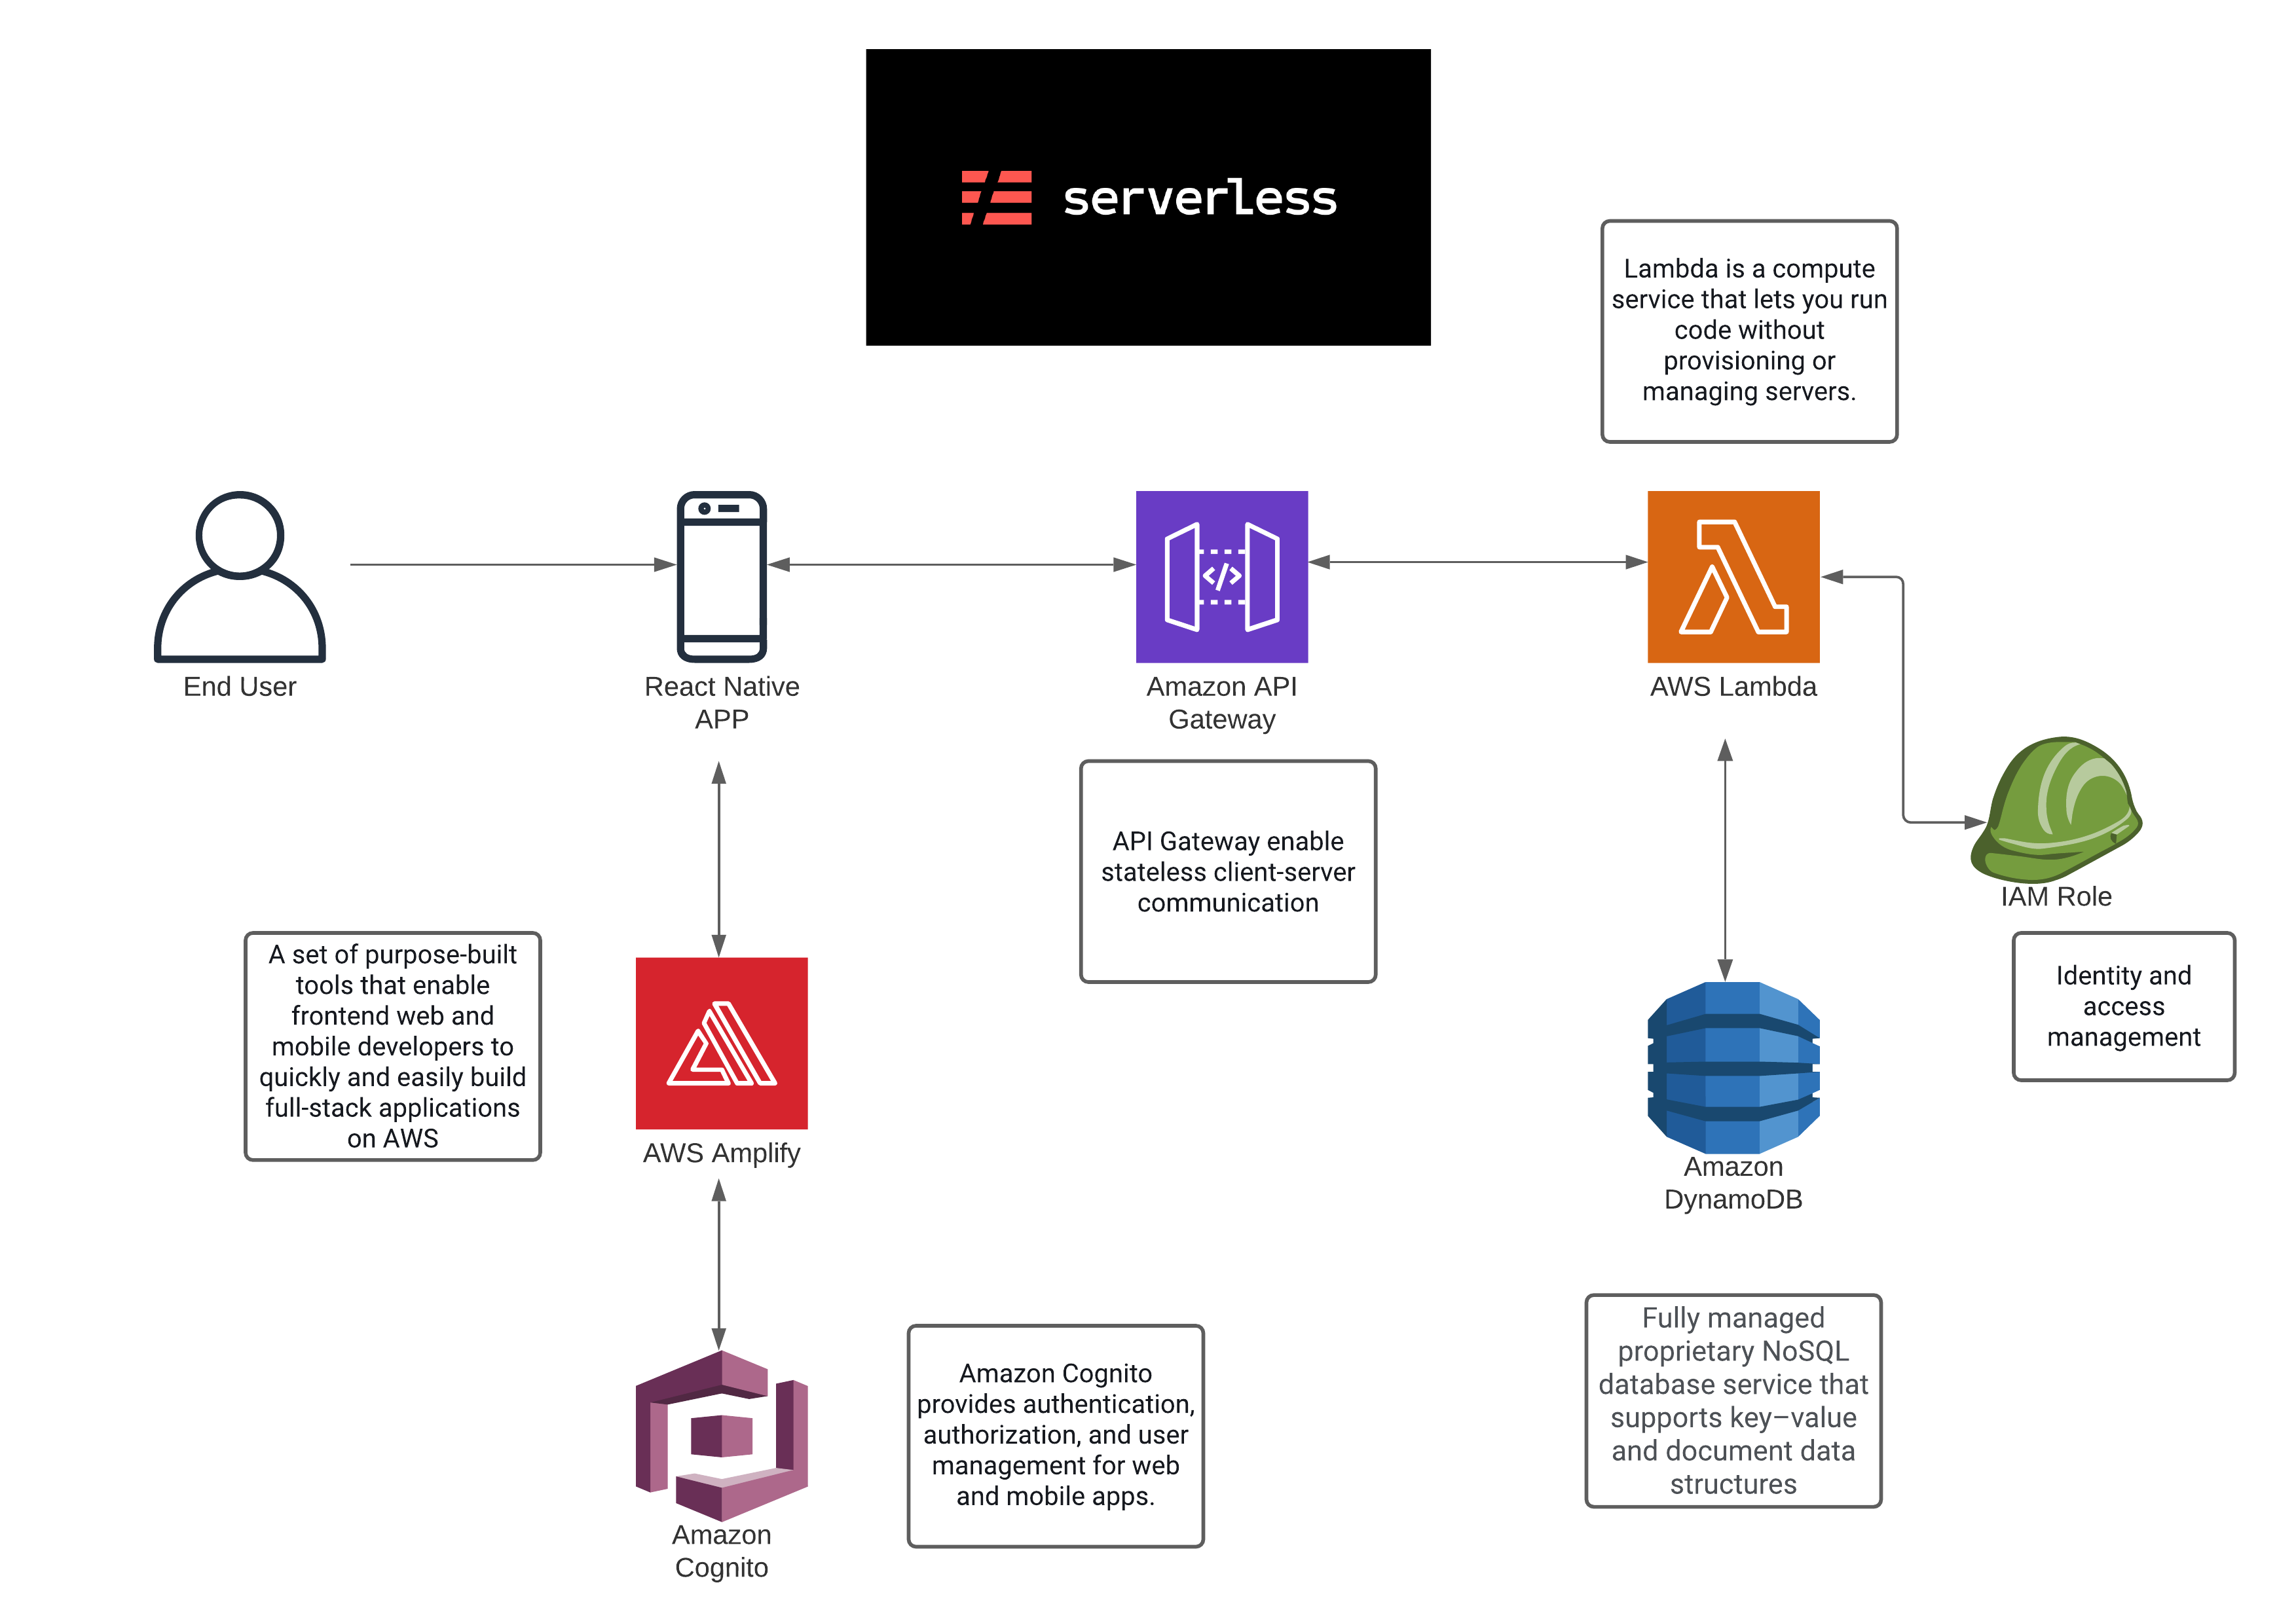 serverless
Lambda is a compute
service that lets you run
code without
provisioning or
managing servers.
End User
React Native
APP
Amazon API
Gateway
AWS Lambda
API Gateway enable
stateless client-server
communication
IAM Role
Identity and
access
management
A set of purpose-built
tools that enable
frontend web and
mobile developers to
quickly and easily build
full-stack applications
on AWS
AWS Amplify
Amazon
DynamoDB
Fully managed
proprietary NoSQL
database service that
supports key–value
and document data
structures
Amazon Cognito
provides authentication,
authorization, and user
management for web
and mobile apps.
Amazon
Cognito